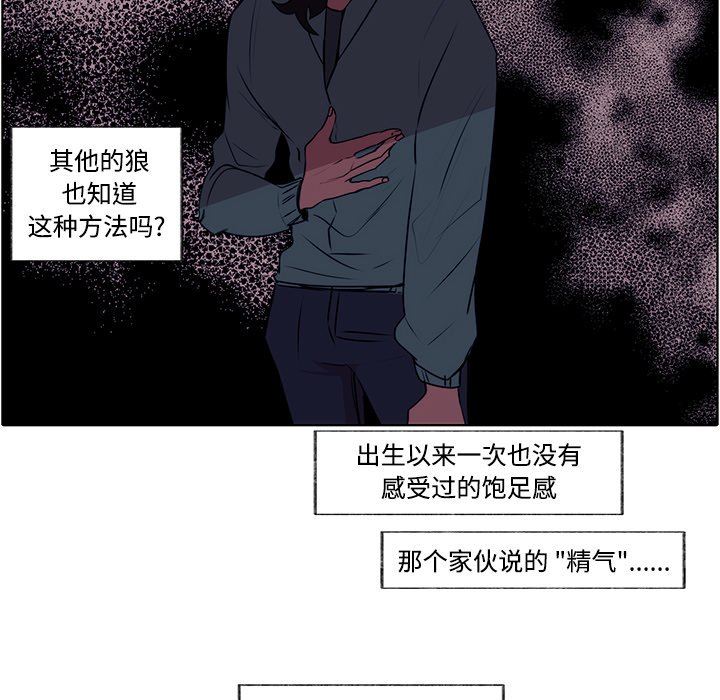 其他的狼
也知道
这种方法吗?
出生以来一次也没有
感受过的饱足感
那个家伙说的 "精气"......